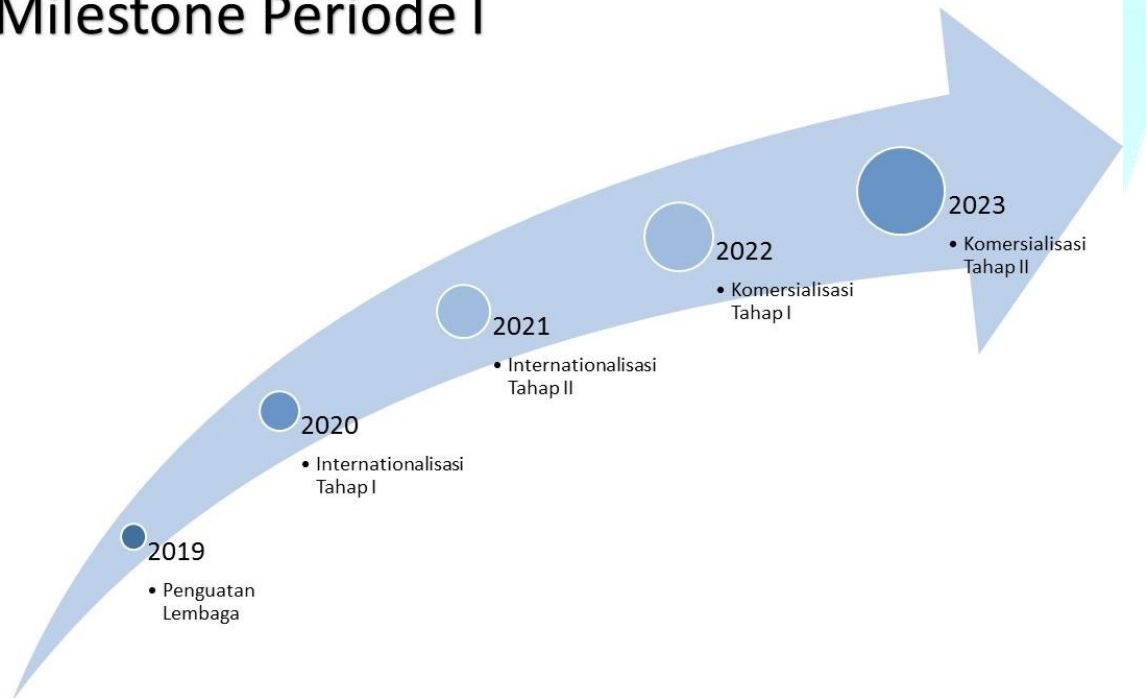 Milestone Periode I
2023
• Komersialisasi
Tahap II
2022
• Komersialisasi
Tahap I
2021
• Internationalisasi
Tahap II
2020
• Internationalisasi
Tahap I
2019
• Penguatan
Lembaga